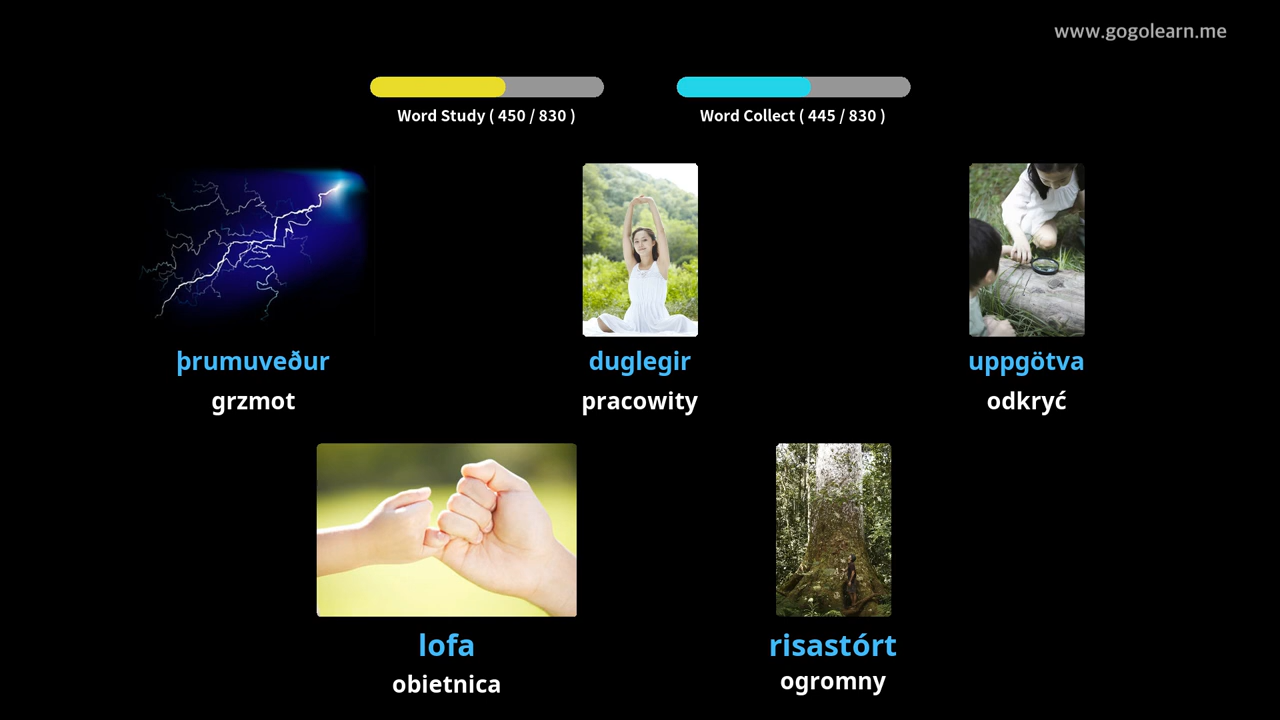 www.gogolearn.me
Word Study ( 450 / 830 )
Word Collect ( 445 / 830 )
þrumuveður
grzmot
duglegir
pracowity
uppgötva
odkryć
lofa
obietnica
risastórt
ogromny